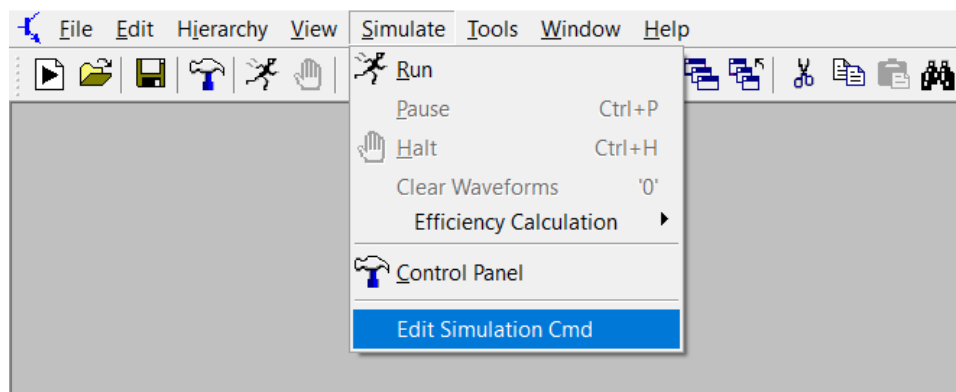 File Edit Hierarchy View Simulate Tools Window Help
Run
Pause Ctrl+P
Halt Ctrl+H
Clear Waveforms '0'
Efficiency Calculation
Control Panel
Edit Simulation Cmd